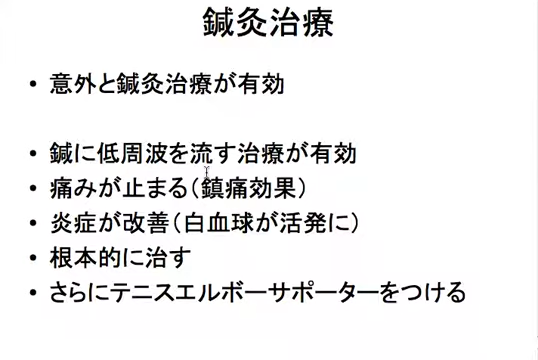 鍼灸治療
• 意外と鍼灸治療が有効
• 鍼に低周波を流す治療が有効
• 痛みが止まる(鎮痛効果)
• 炎症が改善(白血球が活発に)
• 根本的に治す
• さらにテニスエルボーサポーターをつける